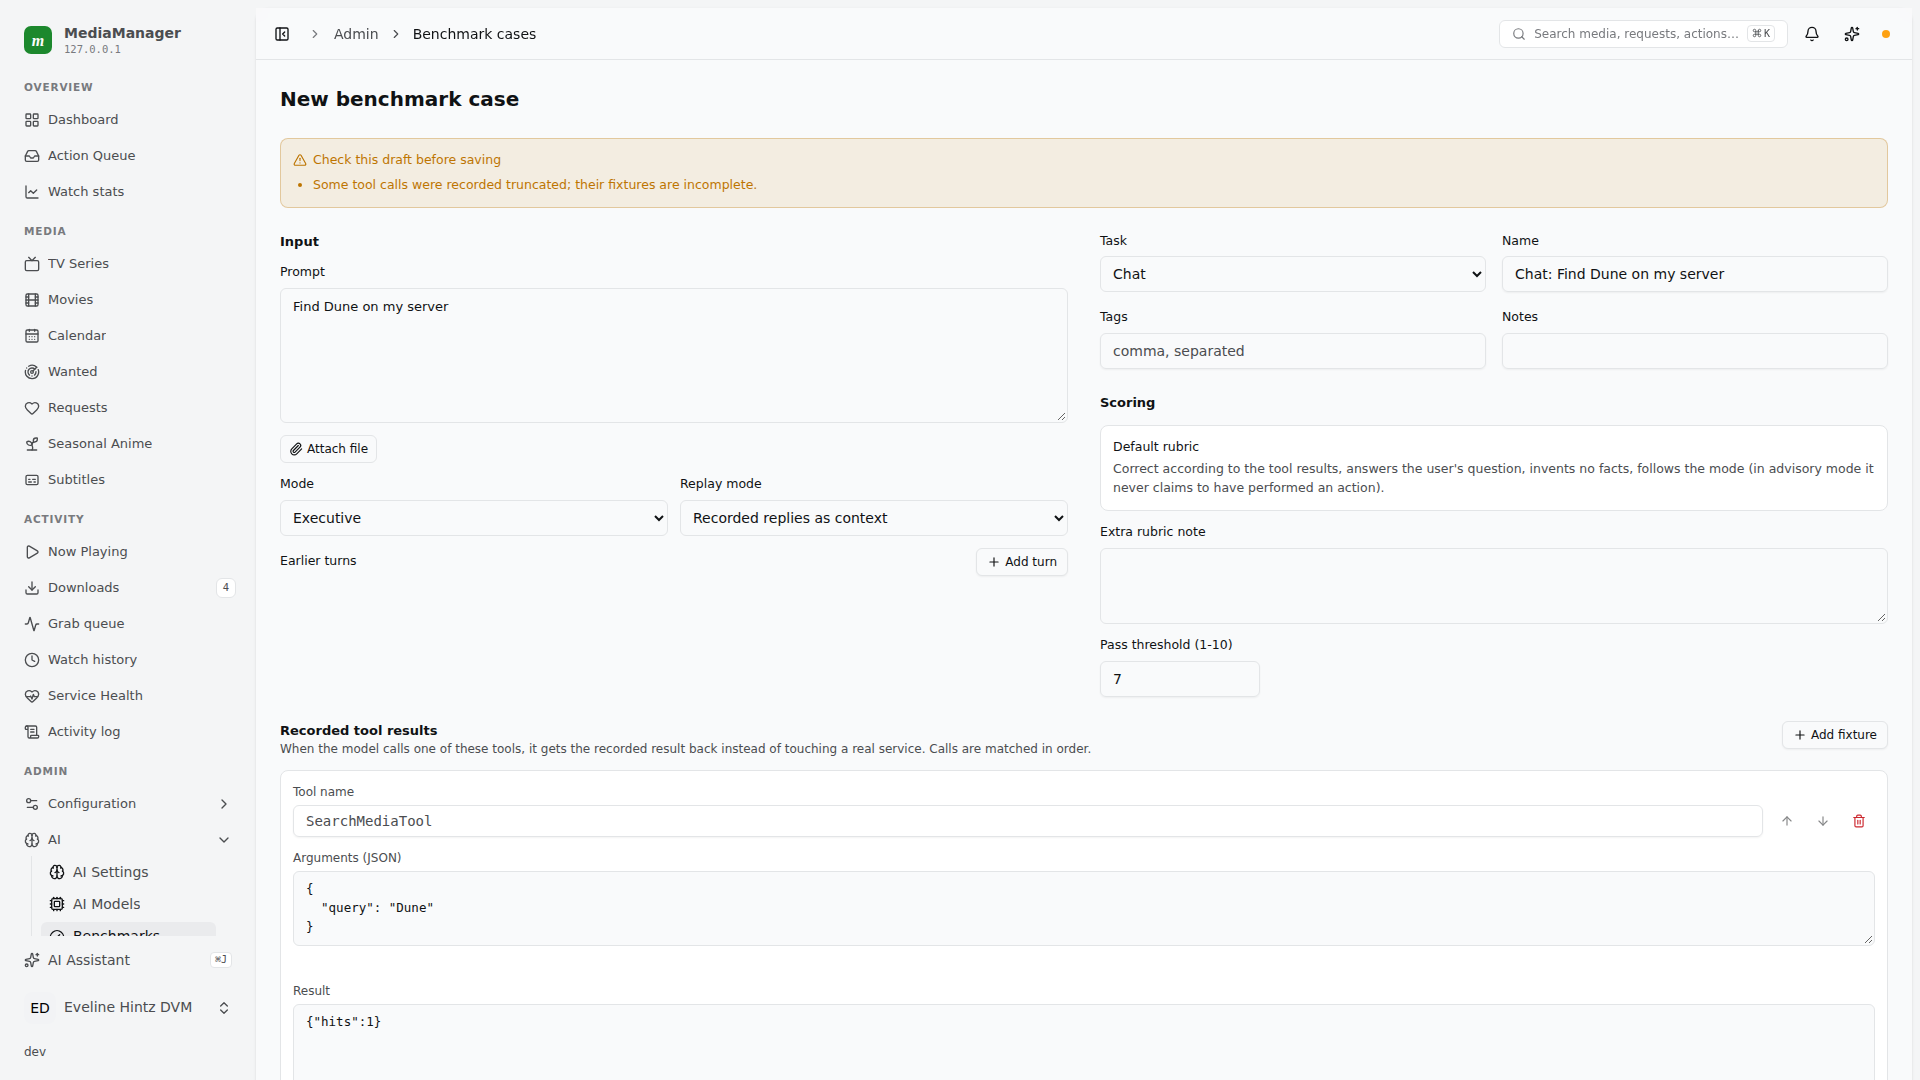 m
MediaManager
127.0.0.1
OVERVIEW
Dashboard
Action Queue
Watch stats
MEDIA
TV Series
Movies
Calendar
Wanted
Requests
Seasonal Anime
Subtitles
ACTIVITY
Now Playing
Downloads
4
Grab queue
Watch history
Service Health
Activity log
ADMIN
Configuration
AI
AI Settings
AI Models
Benchmarks
AI Assistant
⌘J
ED
Eveline Hintz DVM
dev
Admin
Benchmark cases
Search media, requests, actions...
⌘K
New benchmark case
Check this draft before saving
• Some tool calls were recorded truncated; their fixtures are incomplete.
Input
Prompt
Find Dune on my server
Attach file
Mode
Executive
Replay mode
Recorded replies as context
Earlier turns
Add turn
Task
Chat
Name
Chat: Find Dune on my server
Tags
comma, separated
Notes
Scoring
Default rubric
Correct according to the tool results, answers the user's question, invents no facts, follows the mode (in advisory mode it
never claims to have performed an action).
Extra rubric note
Pass threshold (1-10)
7
Recorded tool results
When the model calls one of these tools, it gets the recorded result back instead of touching a real service. Calls are matched in order.
Add fixture
Tool name
SearchMediaTool
Arguments (JSON)
{
"query": "Dune"
}
Result
{"hits":1}